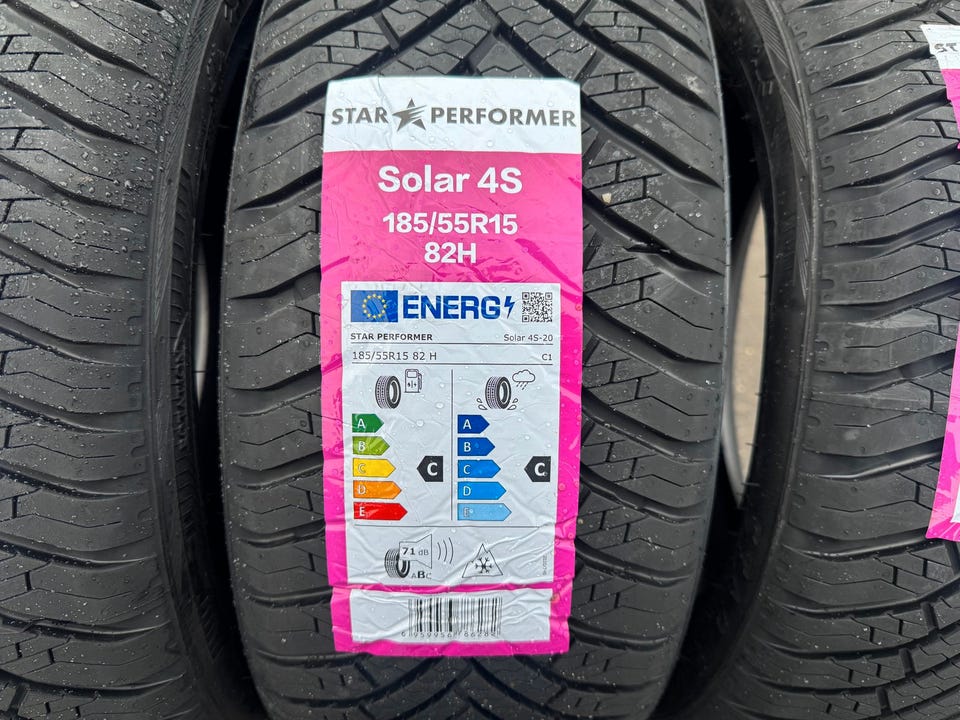 STAR PERFORMER
Solar 4S
185/55R15
82H
ENERG
STAR PERFORMER Solar 4S-20
185/55R15 82 H C1
A A
B B
C C C C
D D
E E
71 dB
ABC
ST